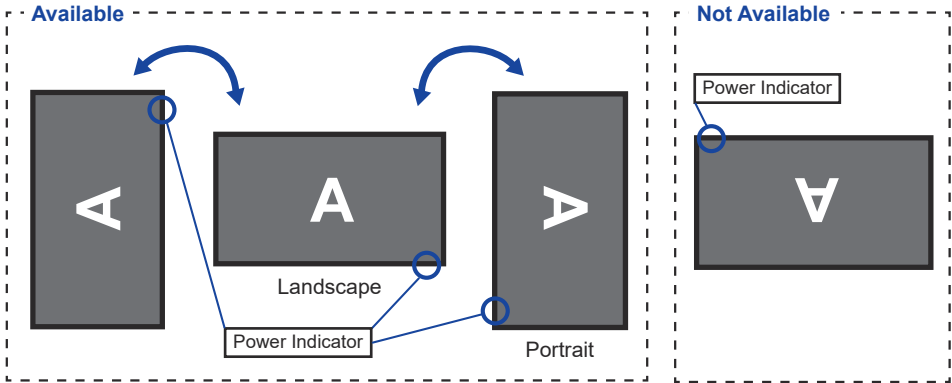 Available
Not Available
Power Indicator
A
A
A
A
Landscape
Power Indicator
Portrait